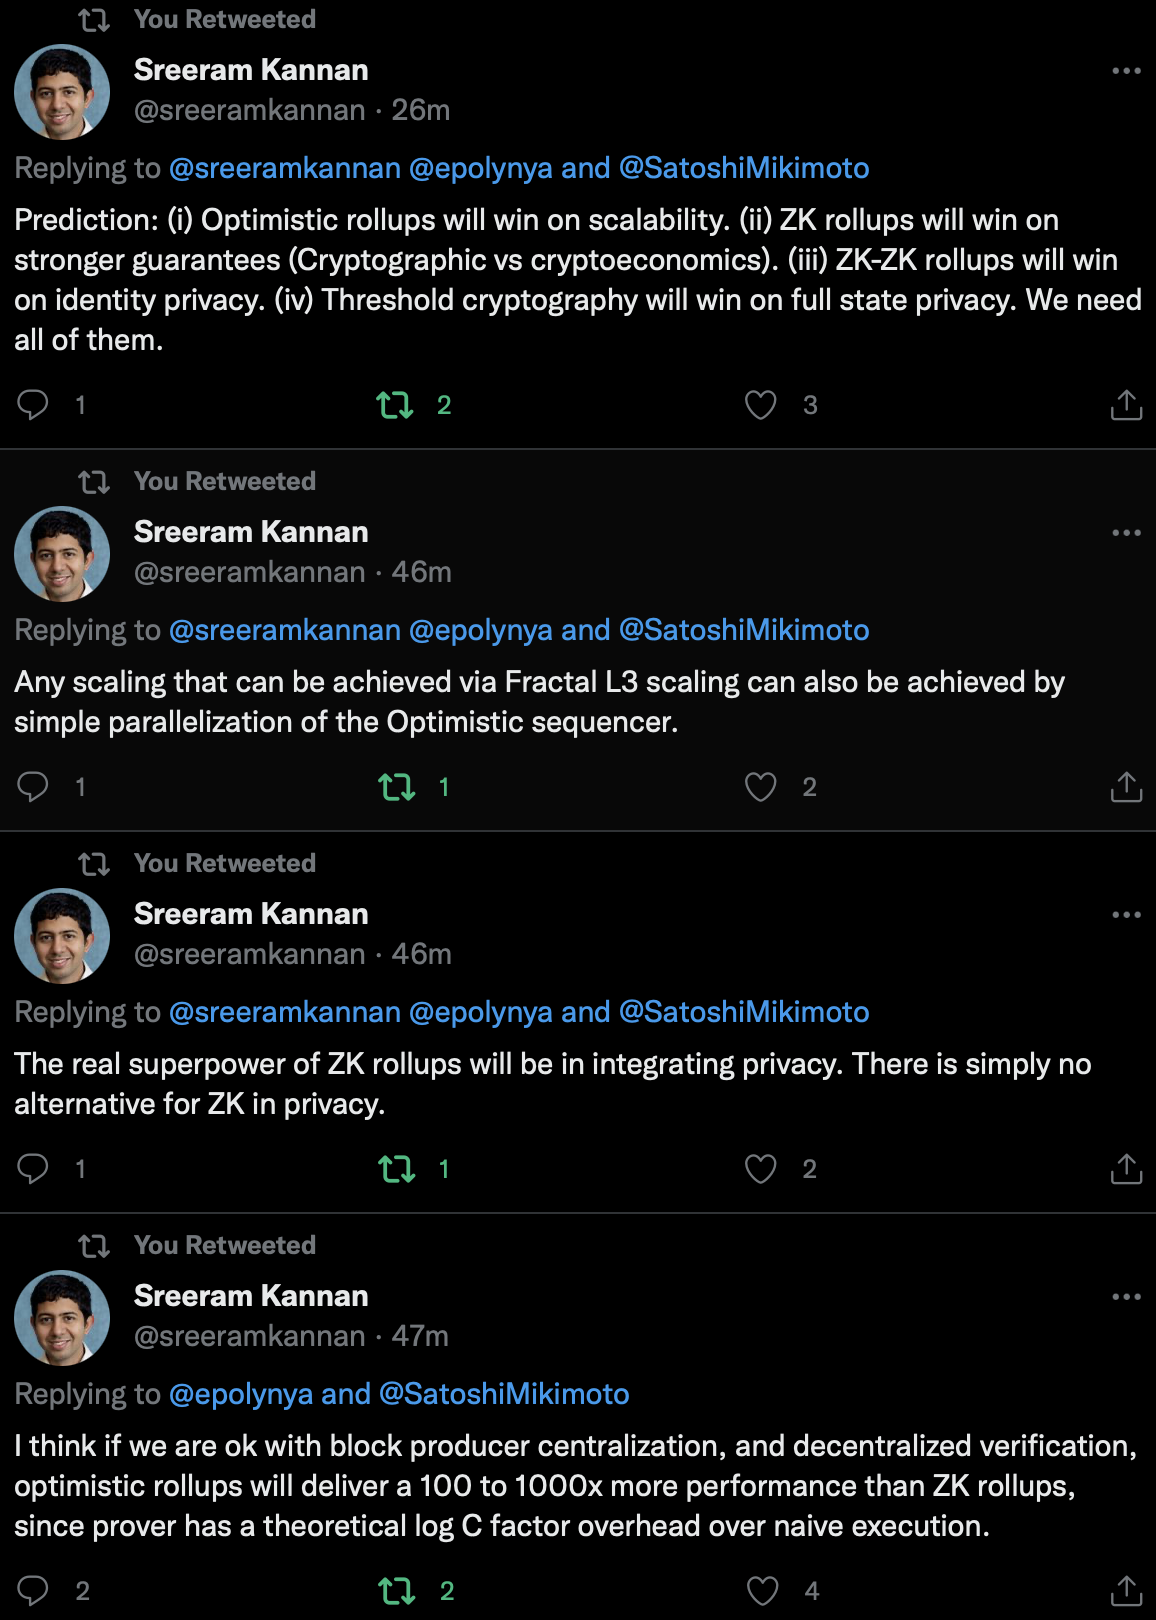 You Retweeted
Sreeram Kannan
@sreeramkannan · 26m
Replying to @sreeramkannan @epolynya and @SatoshiMikimoto
Prediction: (i) Optimistic rollups will win on scalability. (ii) ZK rollups will win on
stronger guarantees (Cryptographic vs cryptoeconomics). (iii) ZK-ZK rollups will win
on identity privacy. (iv) Threshold cryptography will win on full state privacy. We need
all of them.
1 2 3
You Retweeted
Sreeram Kannan
@sreeramkannan · 46m
Replying to @sreeramkannan @epolynya and @SatoshiMikimoto
Any scaling that can be achieved via Fractal L3 scaling can also be achieved by
simple parallelization of the Optimistic sequencer.
1 1 2
You Retweeted
Sreeram Kannan
@sreeramkannan · 46m
Replying to @sreeramkannan @epolynya and @SatoshiMikimoto
The real superpower of ZK rollups will be in integrating privacy. There is simply no
alternative for ZK in privacy.
1 1 2
You Retweeted
Sreeram Kannan
@sreeramkannan · 47m
Replying to @epolynya and @SatoshiMikimoto
I think if we are ok with block producer centralization, and decentralized verification,
optimistic rollups will deliver a 100 to 1000x more performance than ZK rollups,
since prover has a theoretical log C factor overhead over naive execution.
2 2 4